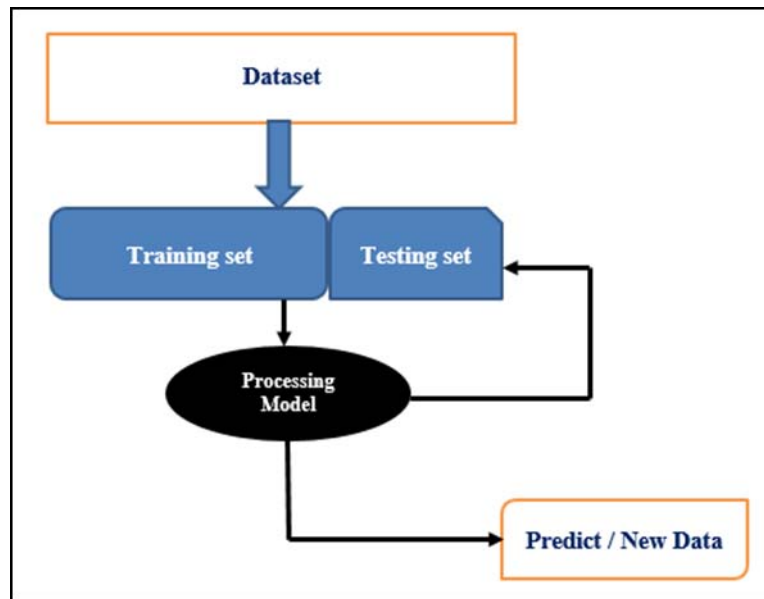 Dataset
Training set
Testing set
Processing
Model
Predict / New Data